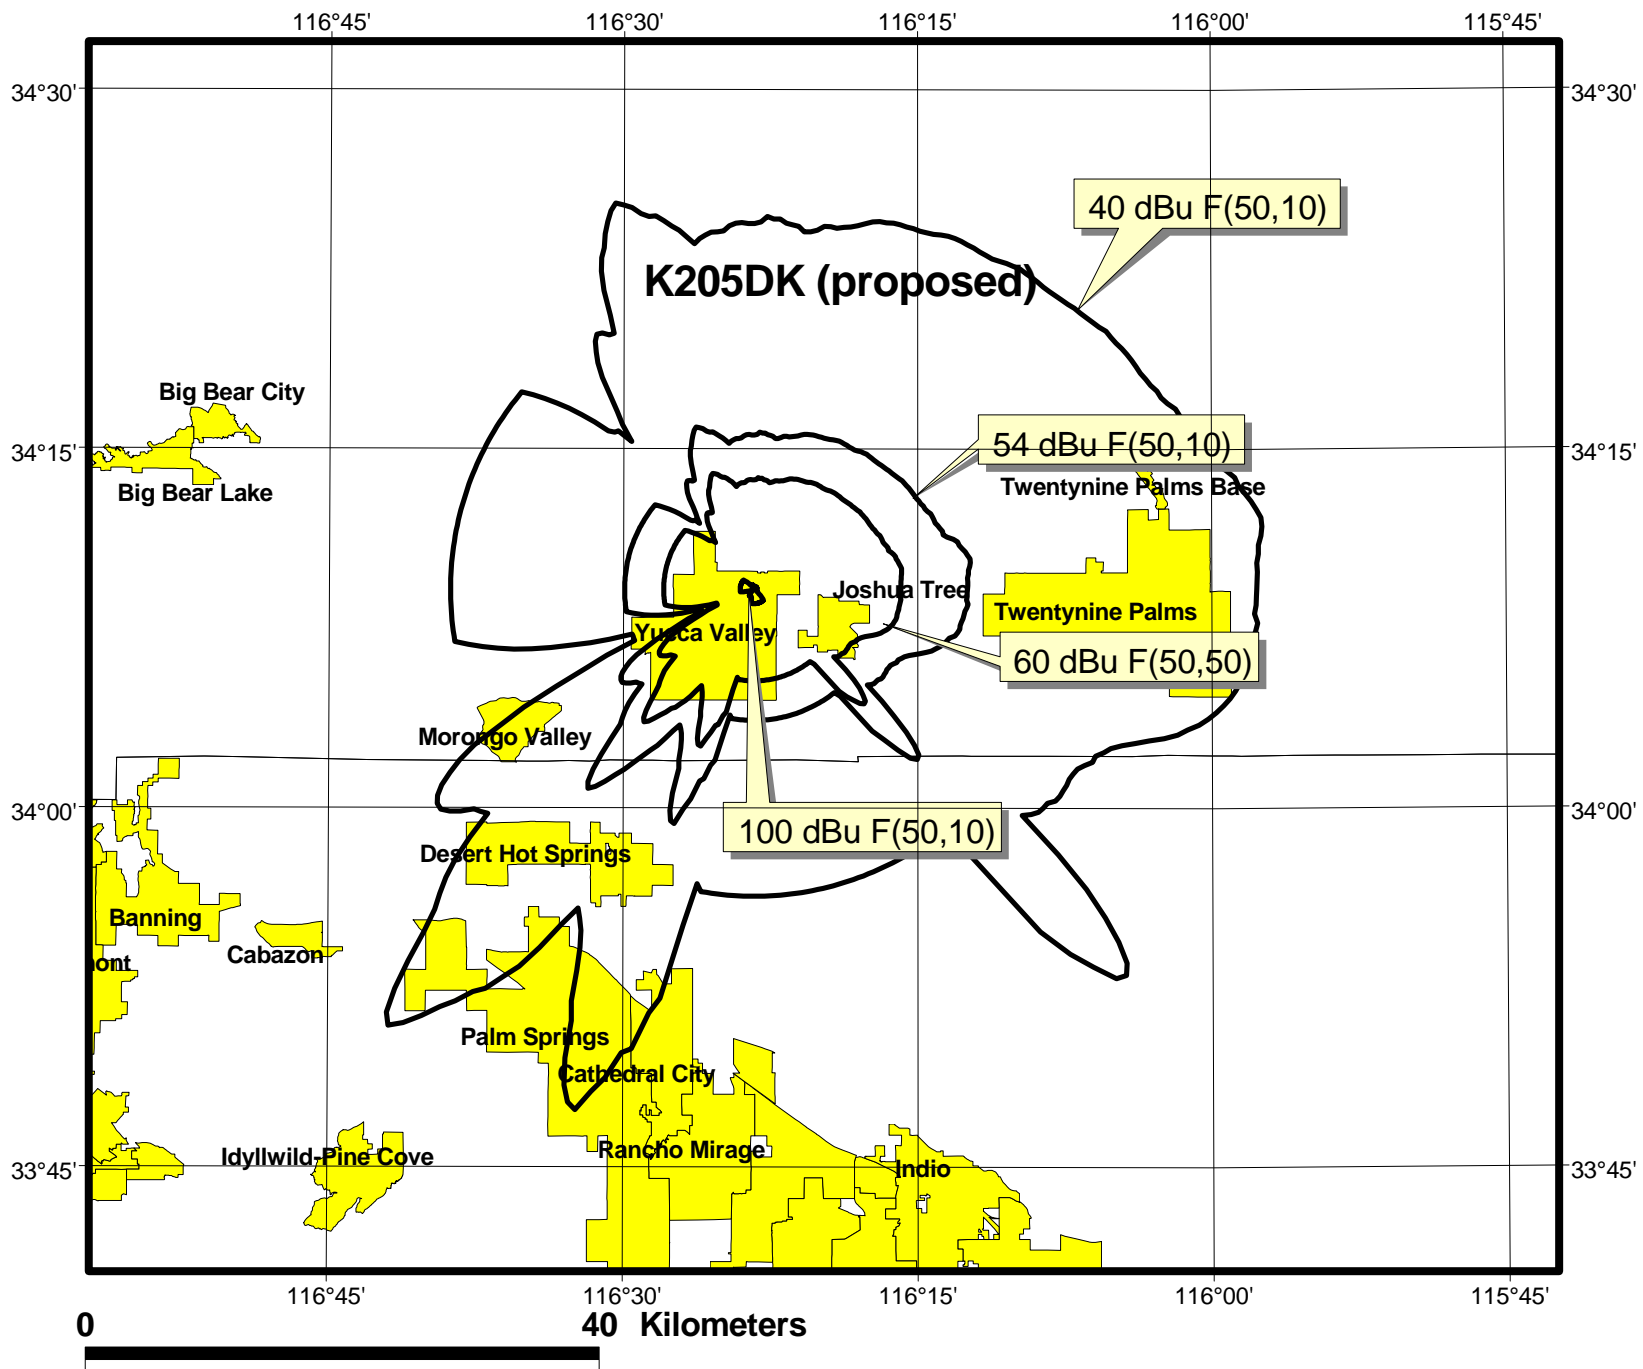 116°45'
116°30'
116°15'
116°00'
115°45'
34°30'
34°30'
40 dBu F(50,10)
K205DK (proposed)
Big Bear City
54 dBu F(50,10)
34°15'
34°15'
Big Bear Lake
Twentynine Palms Base
Joshua Tree
Twentynine Palms
Yucca Valley
60 dBu F(50,50)
Morongo Valley
34°00'
34°00'
100 dBu F(50,10)
Desert Hot Springs
Banning
Cabazon
mont
Palm Springs
Cathedral City
Rancho Mirage
Idyllwild-Pine Cove
Indio
33°45'
33°45'
116°45'
116°30'
116°15'
116°00'
115°45'
0
40 Kilometers